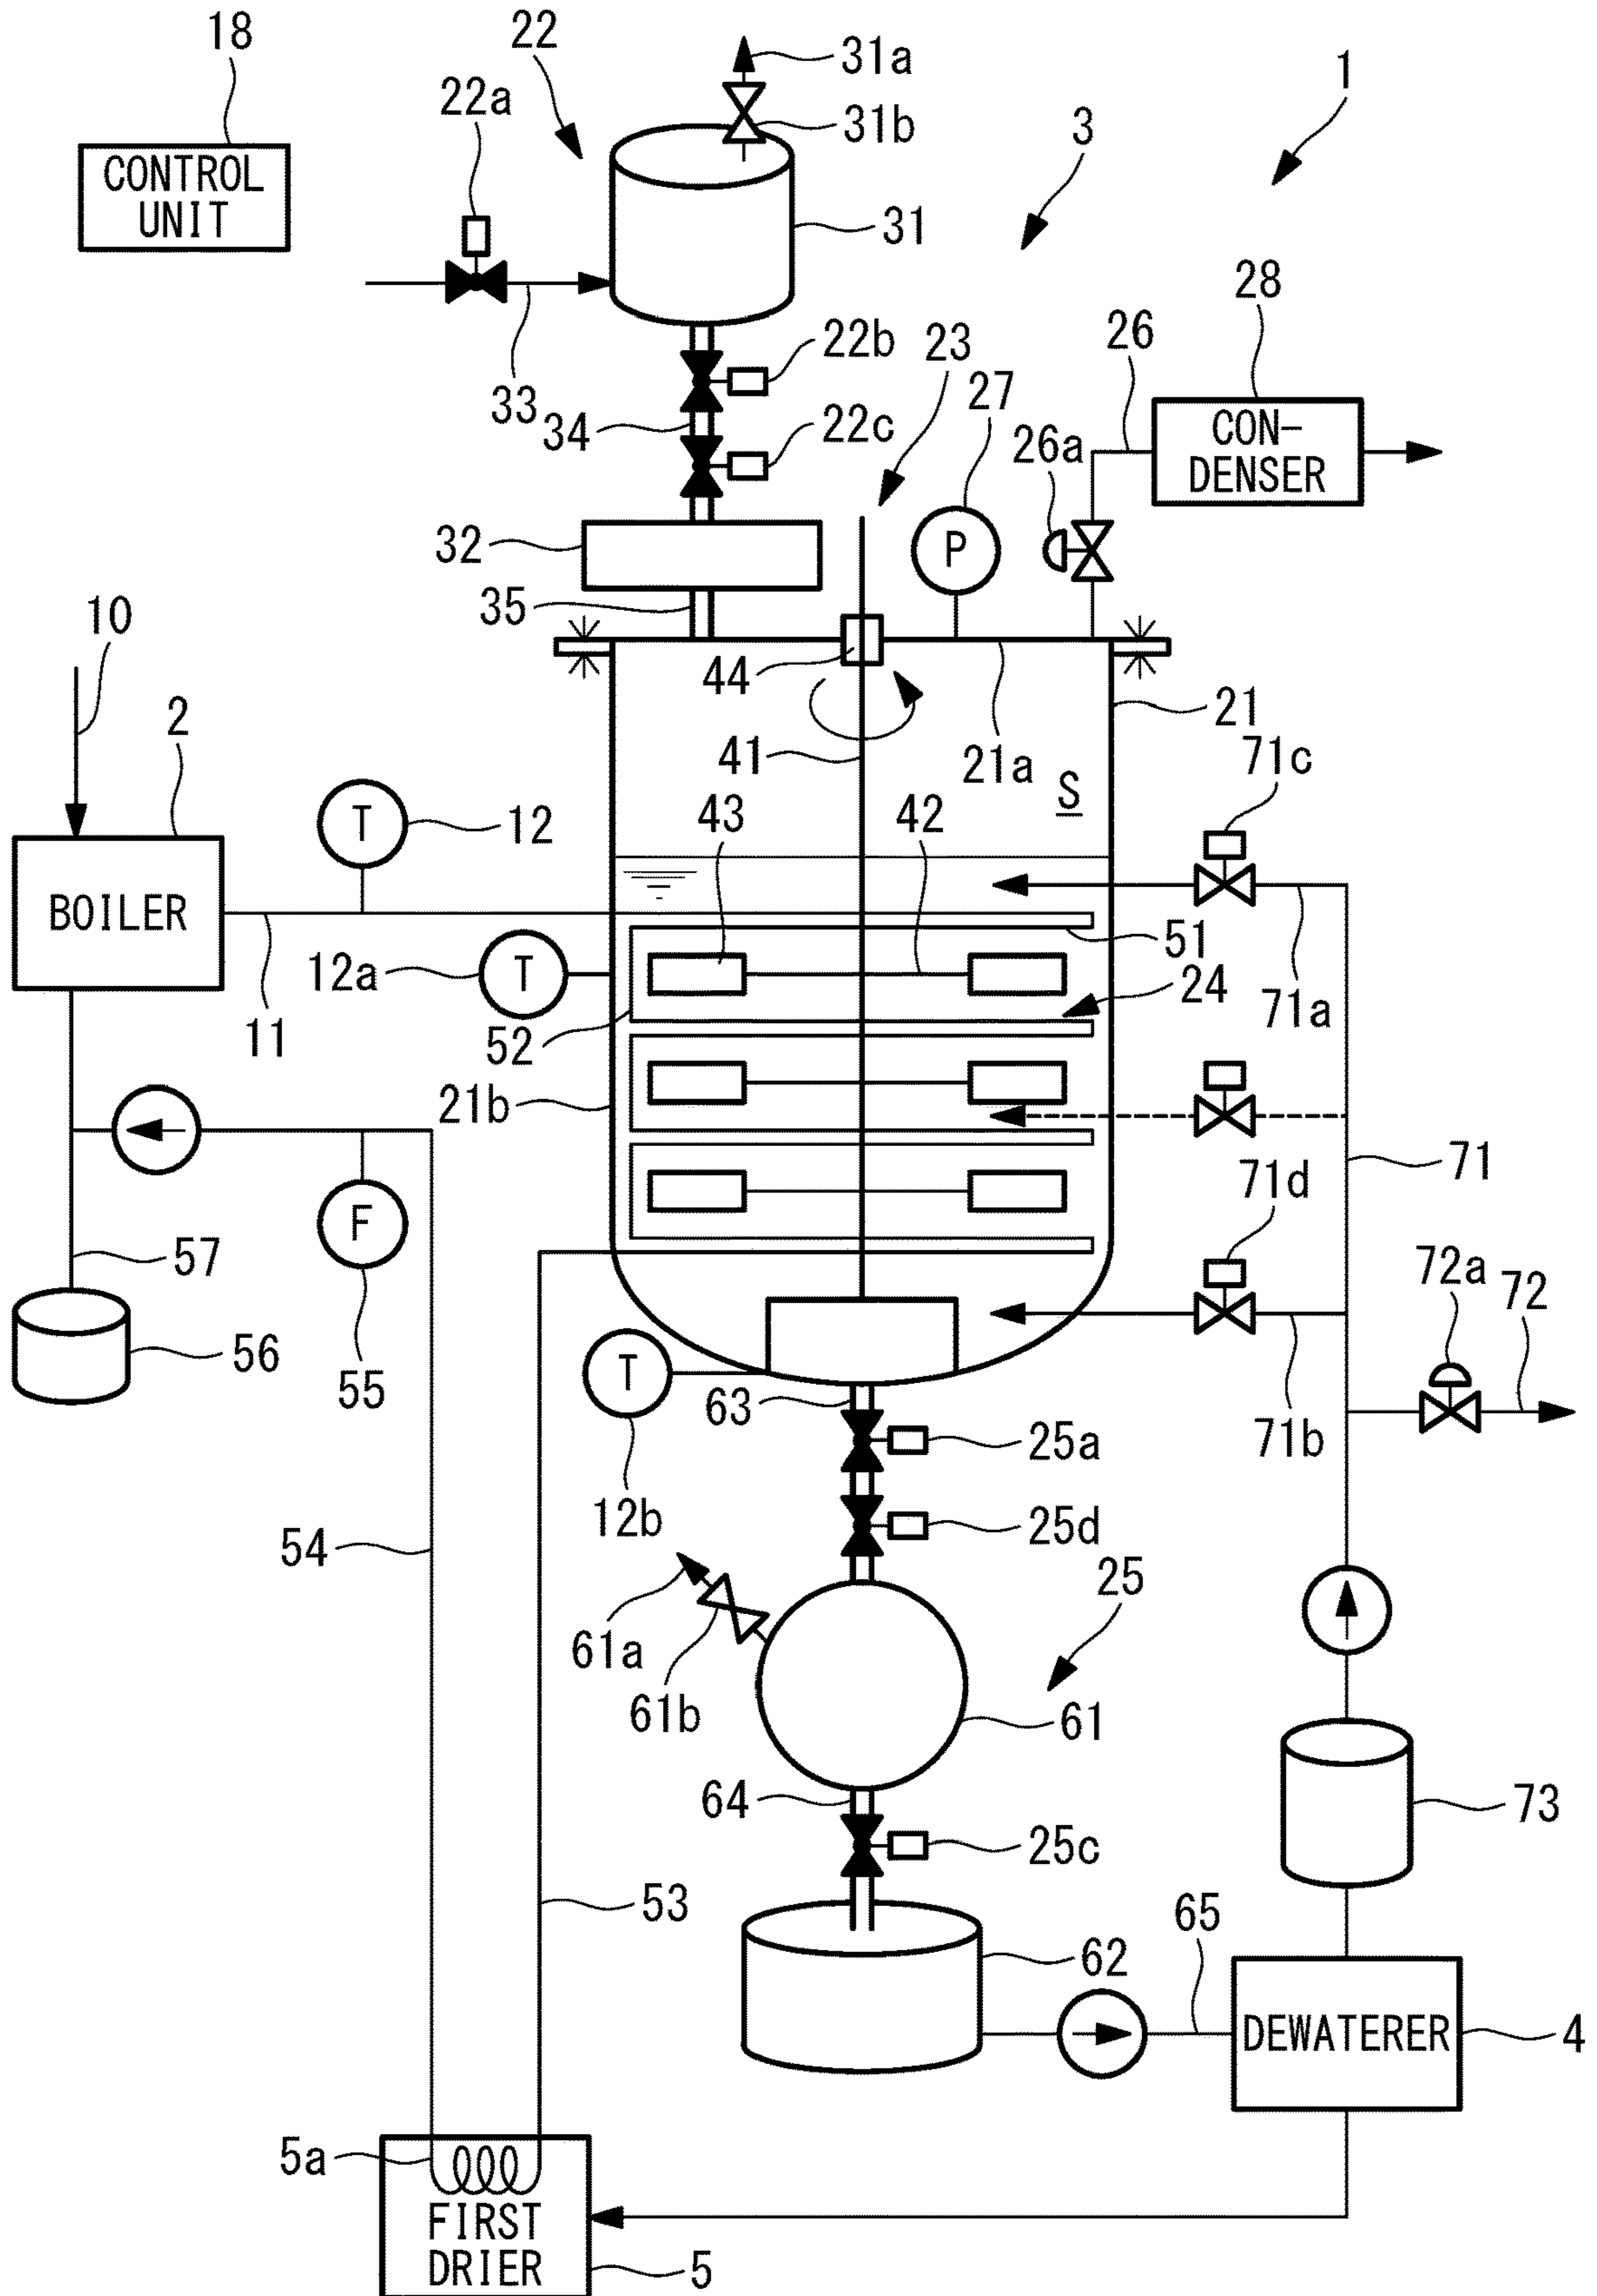 18
22
31a
1
22a
31b
3
CONTROL
UNIT
31
28
22b
23
26
27
33
34
22c
26a
CON-
DENSER
32
P
35
10
44
21
2
41
21a
71c
S
T
12
43
42
BOILER
51
12a
T
24
11
52
71a
21b
71
71d
F
57
72a
72
56
T
55
63
71b
25a
12b
25d
54
25
61a
61b
61
64
73
25c
53
65
62
DEWATERER
4
5a
FIRST
DRIER
5